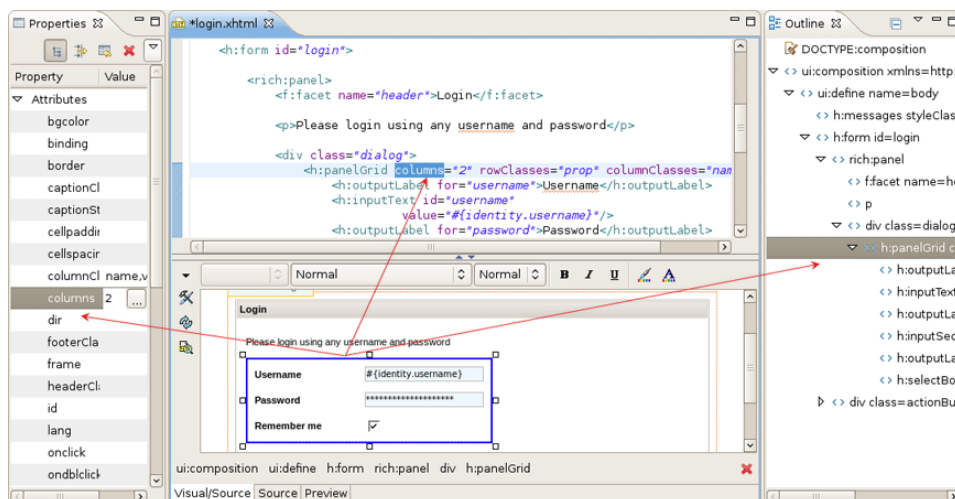 Properties
Property Value
Attributes
bgcolor
binding
border
captionCl
captionSt
cellpaddir
cellspacir
columnCl name,v
columns 2 ...
dir
footerCla
frame
headerCl
id
lang
onclick
ondblclick
*login.xhtml
<h:form id="login">
<rich:panel>
<f:facet name="header">Login</f:facet>
<p>Please login using any username and password</p>
<div class="dialog">
<h:panelGrid columns="2" rowClasses="prop" columnClasses="nam
<h:outputLabel for="username">Username</h:outputLabel>
<h:inputText id="username"
value="#{identity.username}"/>
<h:outputLabel for="password">Password</h:outputLabel>
Normal Normal B I U A
Login
Please login using any username and password
Username #{identity.username}
Password ********************
Remember me
ui:composition ui:define h:form rich:panel div h:panelGrid
Visual/Source Source Preview
Outline
DOCTYPE:composition
ui:composition xmlns=http:
ui:define name=body
h:messages styleClas
h:form id=login
rich:panel
f:facet name=he
p
div class=dialog
h:panelGrid c
h:outputLa
h:inputText
h:outputLa
h:inputSec
h:outputLa
h:selectBo
div class=actionBu